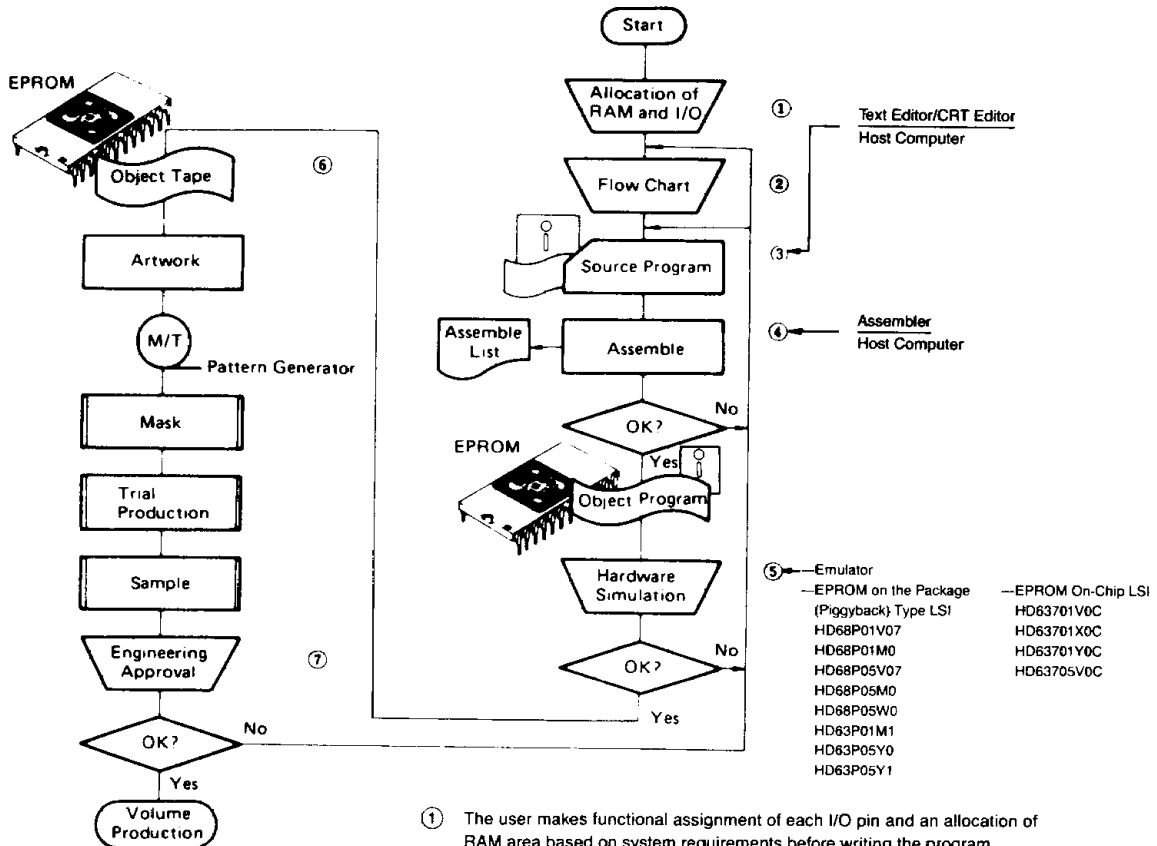 EPROM
Object Tape
⑥
Artwork
M/T
Pattern Generator
Mask
Trial
Production
Sample
Engineering
Approval
⑦
OK?
No
Yes
Volume
Production
Start
Allocation of
RAM and I/O
①
Text Editor/CRT Editor
Host Computer
Flow Chart
②
Source Program
③
Assemble
List
Assemble
④
Assembler
Host Computer
OK?
No
Yes
EPROM
Object Program
Hardware
Simulation
⑤
—Emulator
—EPROM on the Package
(Piggyback) Type LSI
HD68P01V07
HD68P01M0
HD68P05V07
HD68P05M0
HD68P05W0
HD63P01M1
HD63P05Y0
HD63P05Y1
—EPROM On-Chip LSI
HD63701V0C
HD63701X0C
HD63701Y0C
HD63705V0C
OK?
No
Yes
① The user makes functional assignment of each I/O pin and an allocation of
RAM area based on system requirements before writing the program